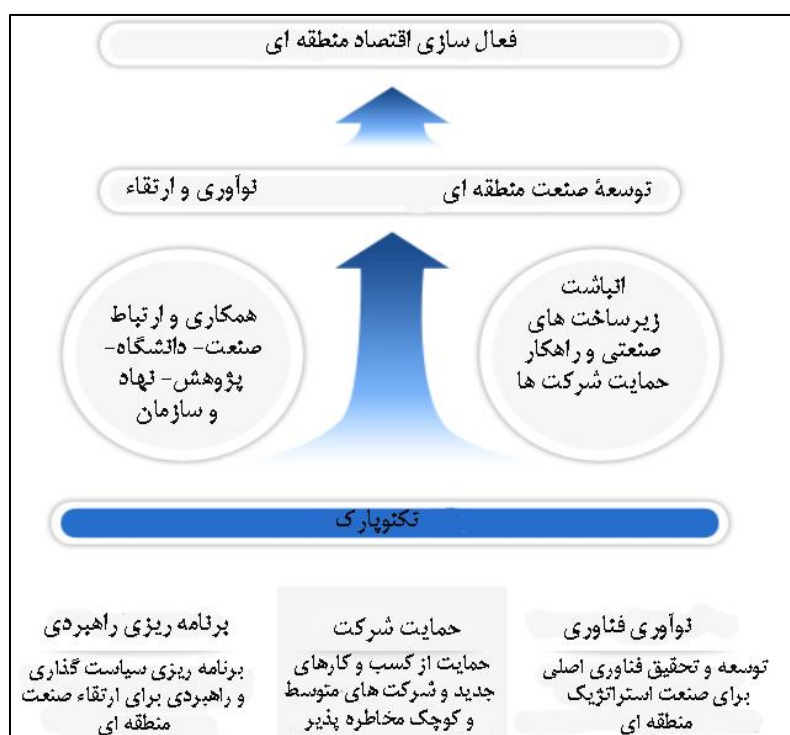 فعال سازی اقتصاد منطقه ای
توسعهٔ صنعت منطقه ای
نوآوری و ارتقاء
انباشت
زیرساخت های
صنعتی و راهکار
حمایت شرکت ها
همکاری و ارتباط
صنعت- دانشگاه-
پژوهش- نهاد
و سازمان
تکنوپارک
نوآوری فناوری
توسعه و تحقیق فناوری اصلی
برای صنعت استراتژیک
منطقه ای
حمایت شرکت
حمایت از کسب و کارهای
جدید و شرکت های متوسط
و کوچک مخاطره پذیر
برنامه ریزی راهبردی
برنامه ریزی سیاست گذاری
و راهبردی برای ارتقاء صنعت
منطقه ای